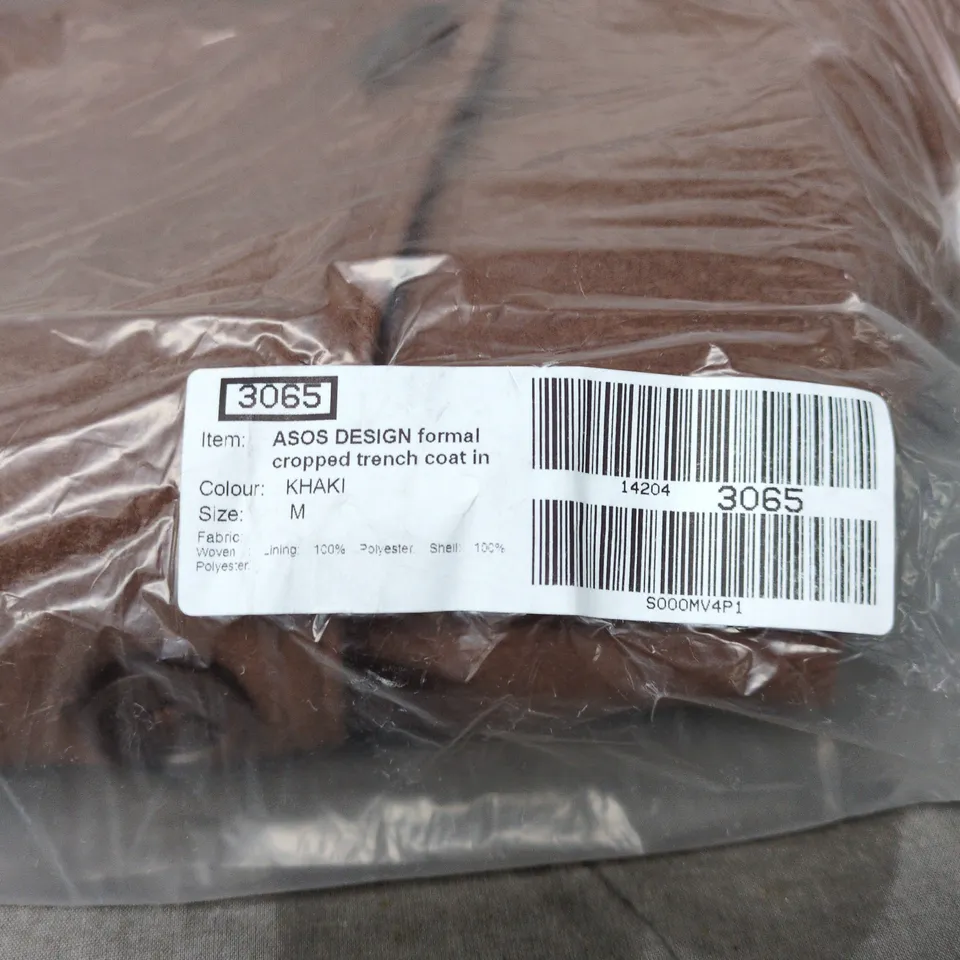 3065
Item: ASOS DESIGN formal
cropped trench coat in
Colour: KHAKI
Size: M
Fabric:
Woven : Lining: 100% Polyester. Shell: 100%
Polyester.
14204 3065
S000MV4P1